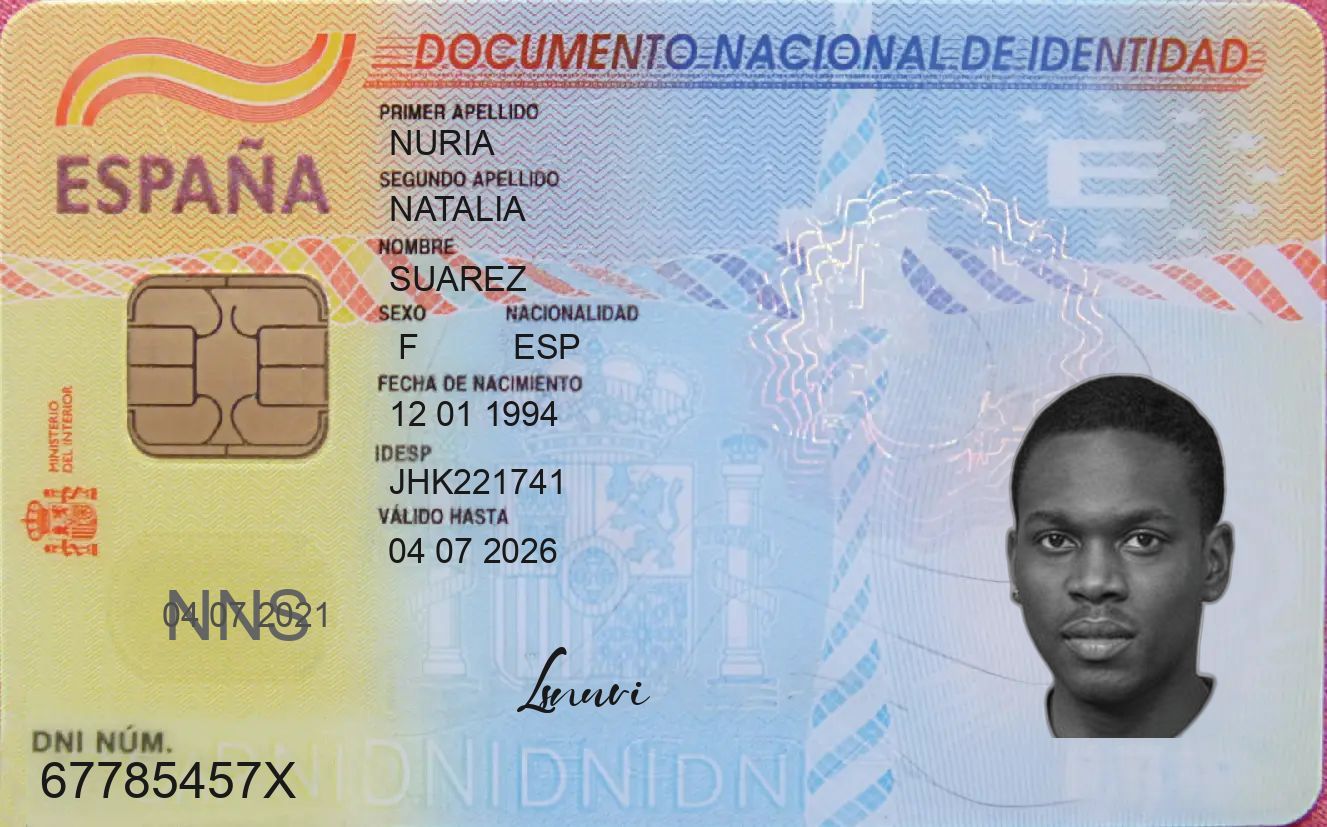 DOCUMENTO NACIONAL DE IDENTIDAD
ESPAÑA
PRIMER APELLIDO
NURIA
SEGUNDO APELLIDO
NATALIA
NOMBRE
SUAREZ
SEXO NACIONALIDAD
F ESP
FECHA DE NACIMIENTO
12 01 1994
IDESP
JHK221741
VÁLIDO HASTA
04 07 2026
MINISTERIO
DEL INTERIOR
E
NNS
04 07 2021
DNI NÚM.
67785457X
DNIDNIDNIDNI